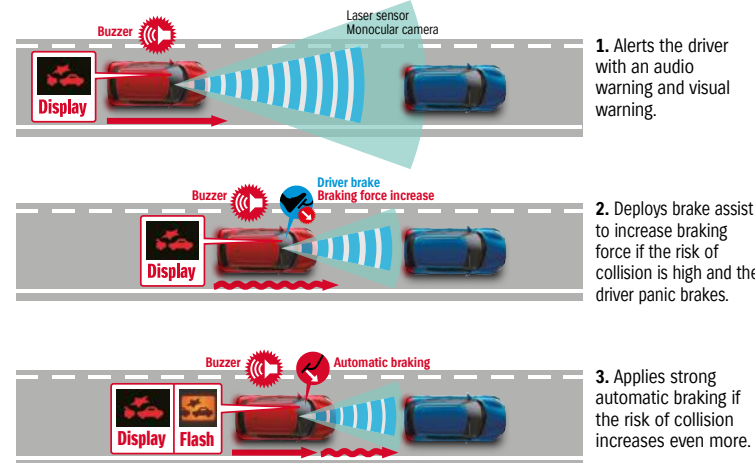 Laser sensor
Monocular camera
Buzzer
Display
1. Alerts the driver
with an audio
warning and visual
warning.
Driver brake
Braking force increase
Buzzer
Display
2. Deploys brake assist
to increase braking
force if the risk of
collision is high and the
driver panic brakes.
Buzzer
Automatic braking
Display
Flash
3. Applies strong
automatic braking if
the risk of collision
increases even more.